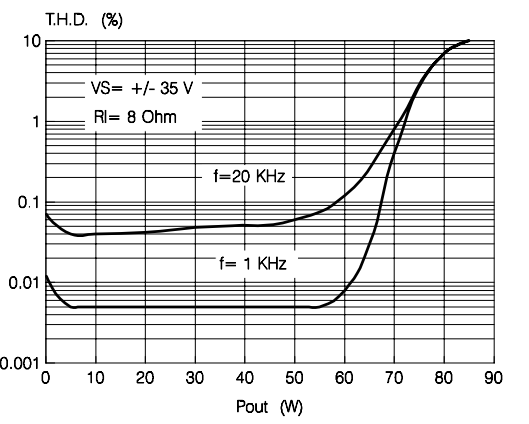 T.H.D. (%)
10
VS= +/- 35 V
Rl= 8 Ohm
1
f=20 KHz
0.1
f= 1 KHz
0.01
0.001
0 10 20 30 40 50 60 70 80 90
Pout (W)